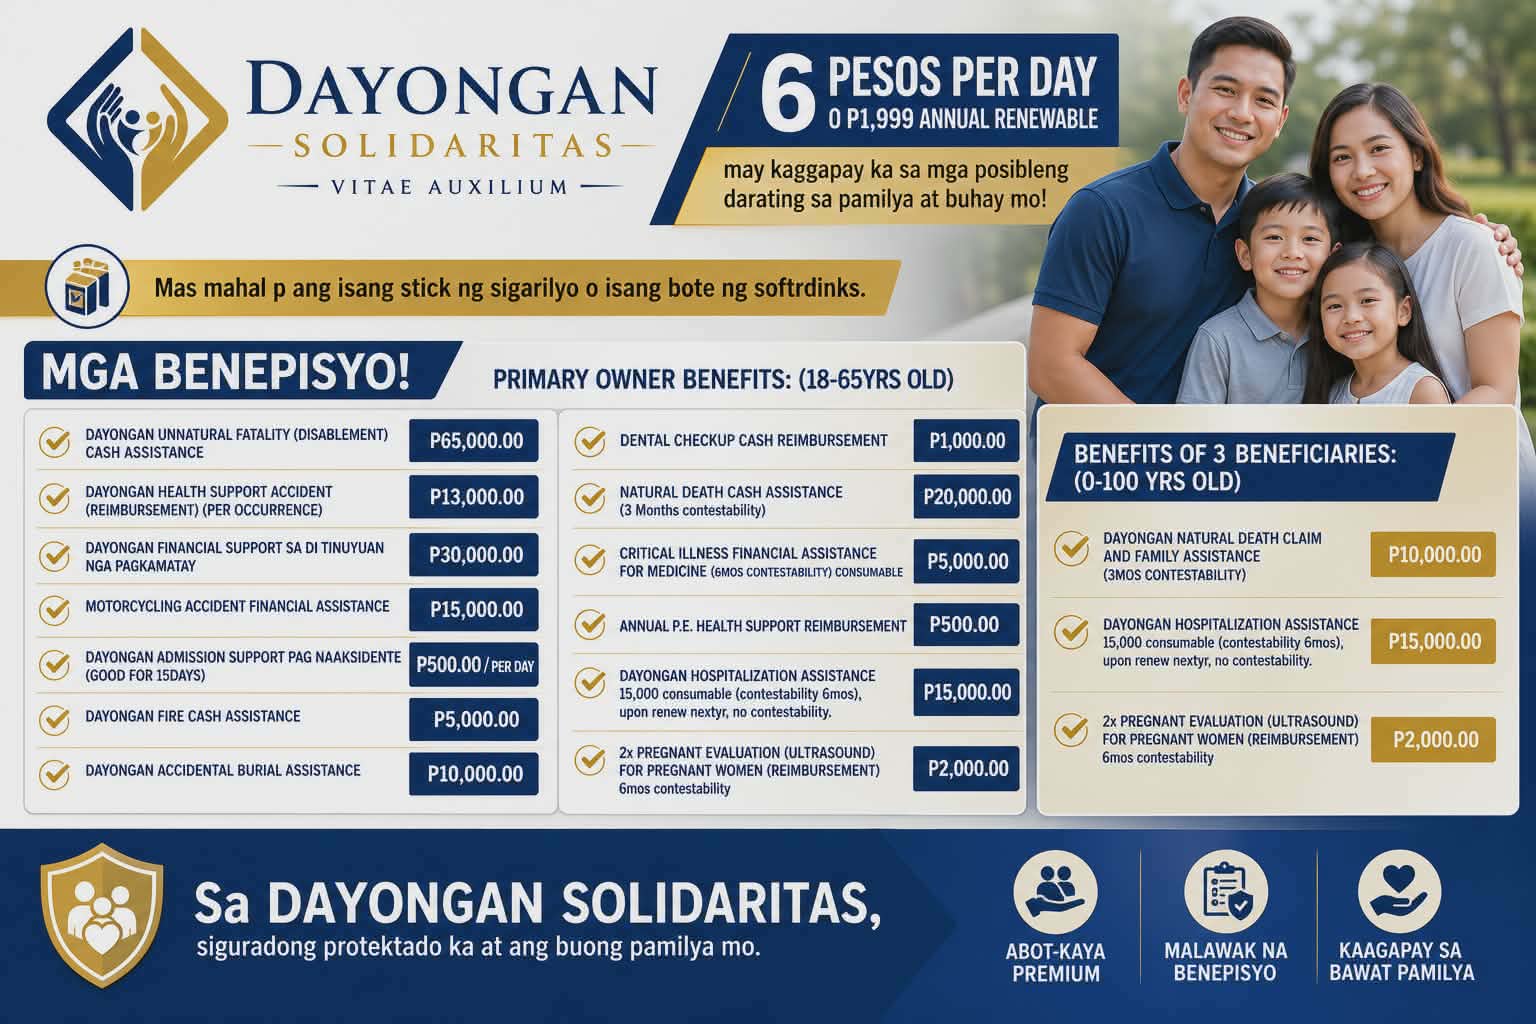 DAYONGAN
SOLIDARITAS
VITAE AUXILIUM
6 PESOS PER DAY
O P1,999 ANNUAL RENEWABLE
may kaggapay ka sa mga posibleng
darating sa pamilya at buhay mo!
Mas mahal p ang isang stick ng sigarilyo o isang bote ng softrdinks.
MGA BENEPISYO!
PRIMARY OWNER BENEFITS: (18-65YRS OLD)
DAYONGAN UNNATURAL FATALITY (DISABLEMENT)
CASH ASSISTANCE
P65,000.00
DAYONGAN HEALTH SUPPORT ACCIDENT
(REIMBURSEMENT) (PER OCCURRENCE)
P13,000.00
DAYONGAN FINANCIAL SUPPORT SA DI TINUYUAN
NGA PAGKAMATAY
P30,000.00
MOTORCYCLING ACCIDENT FINANCIAL ASSISTANCE
P15,000.00
DAYONGAN ADMISSION SUPPORT PAG NAAKSIDENTE
(GOOD FOR 15DAYS)
P500.00 / PER DAY
DAYONGAN FIRE CASH ASSISTANCE
P5,000.00
DAYONGAN ACCIDENTAL BURIAL ASSISTANCE
P10,000.00
DENTAL CHECKUP CASH REIMBURSEMENT
P1,000.00
NATURAL DEATH CASH ASSISTANCE
(3 Months contestability)
P20,000.00
CRITICAL ILLNESS FINANCIAL ASSISTANCE
FOR MEDICINE (6MOS CONTESTABILITY) CONSUMABLE
P5,000.00
ANNUAL P.E. HEALTH SUPPORT REIMBURSEMENT
P500.00
DAYONGAN HOSPITALIZATION ASSISTANCE
15,000 consumable (contestability 6mos),
upon renew nextyr, no contestability.
P15,000.00
2x PREGNANT EVALUATION (ULTRASOUND)
FOR PREGNANT WOMEN (REIMBURSEMENT)
6mos contestability
P2,000.00
BENEFITS OF 3 BENEFICIARIES:
(0-100 YRS OLD)
DAYONGAN NATURAL DEATH CLAIM
AND FAMILY ASSISTANCE
(3MOS CONTESTABILITY)
P10,000.00
DAYONGAN HOSPITALIZATION ASSISTANCE
15,000 consumable (contestability 6mos),
upon renew nextyr, no contestability.
P15,000.00
2x PREGNANT EVALUATION (ULTRASOUND)
FOR PREGNANT WOMEN (REIMBURSEMENT)
6mos contestability
P2,000.00
Sa DAYONGAN SOLIDARITAS,
siguradong protektado ka at ang buong pamilya mo.
ABOT-KAYA
PREMIUM
MALAWAK NA
BENEPISYO
KAAGAPAY SA
BAWAT PAMILYA